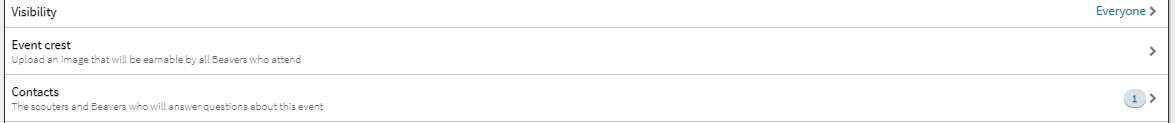 Visibility
Everyone
Event crest
Upload an image that will be earnable by all Beavers who attend
Contacts
1
The scouters and Beavers who will answer questions about this event